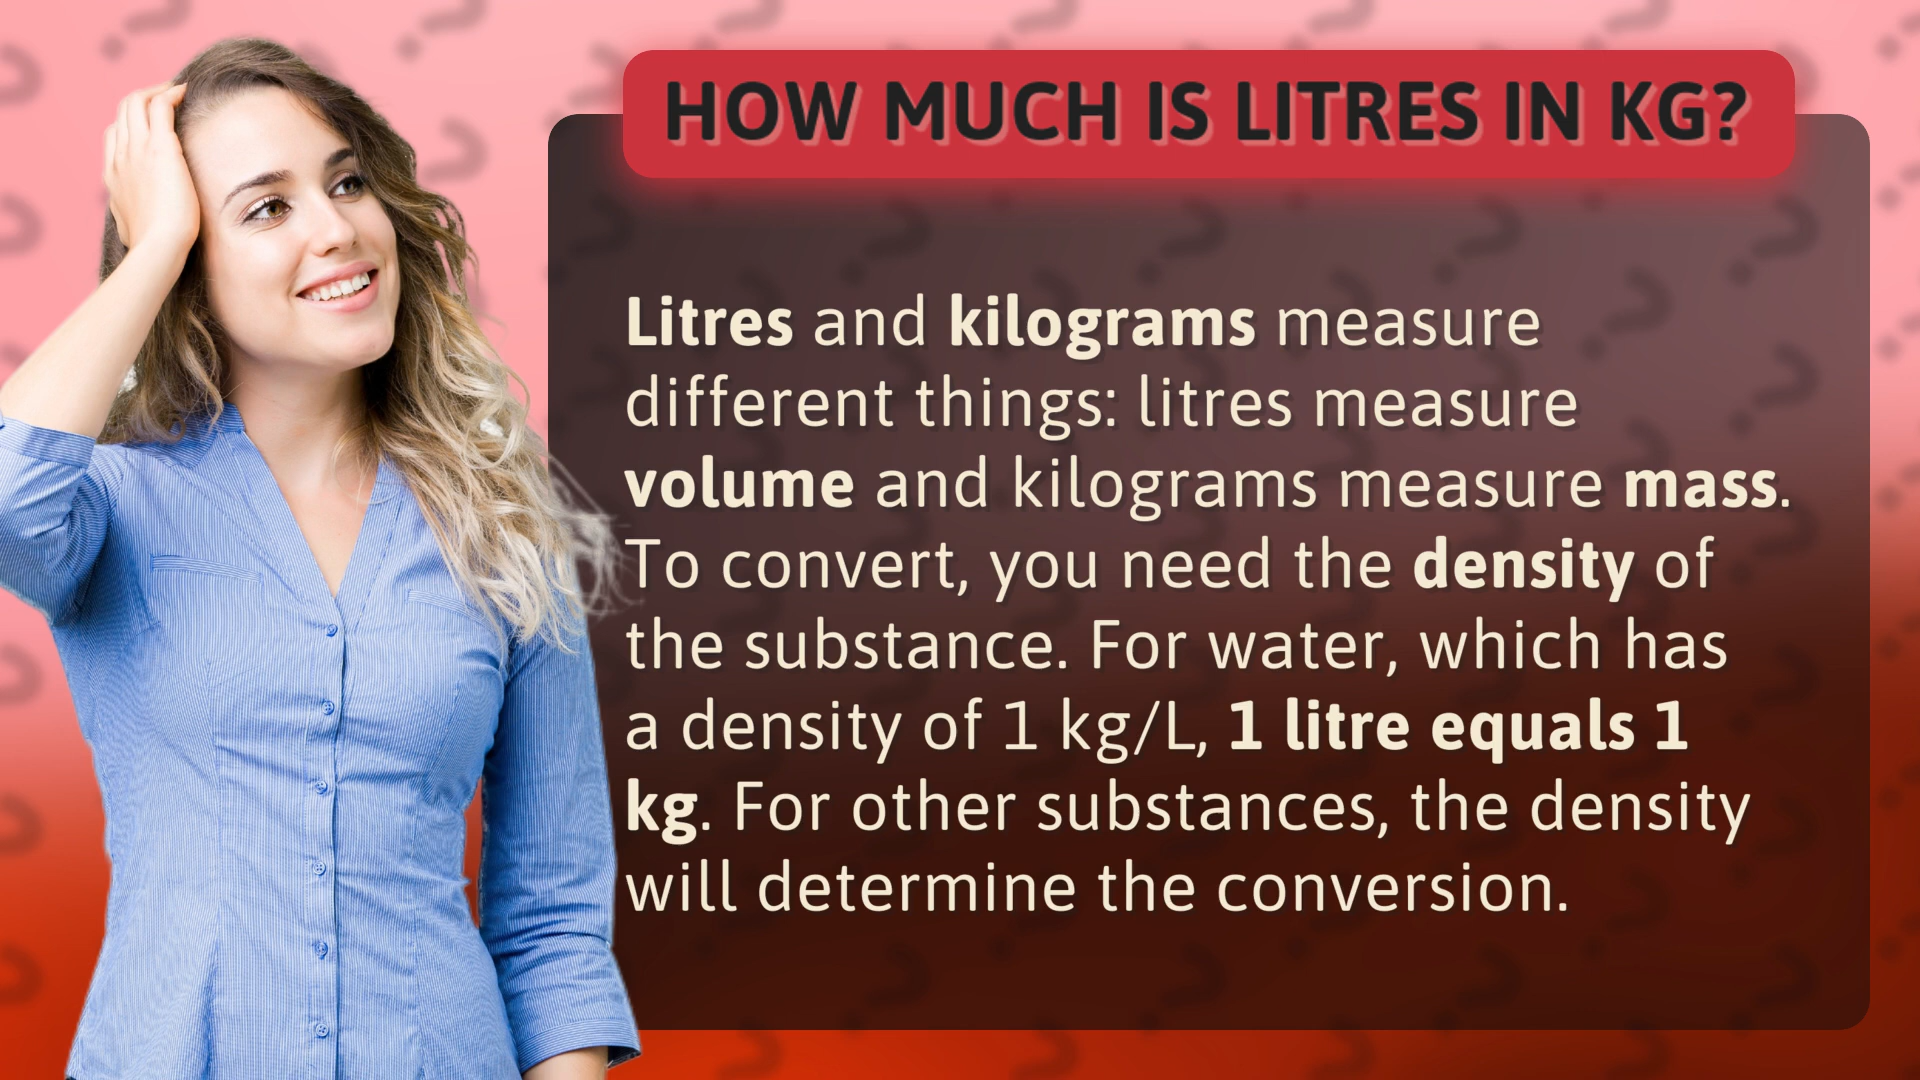 HOW MUCH IS LITRES IN KG?
Litres and kilograms measure
different things: litres measure
volume and kilograms measure mass.
To convert, you need the density of
the substance. For water, which has
a density of 1 kg/L, 1 litre equals 1
kg. For other substances, the density
will determine the conversion.